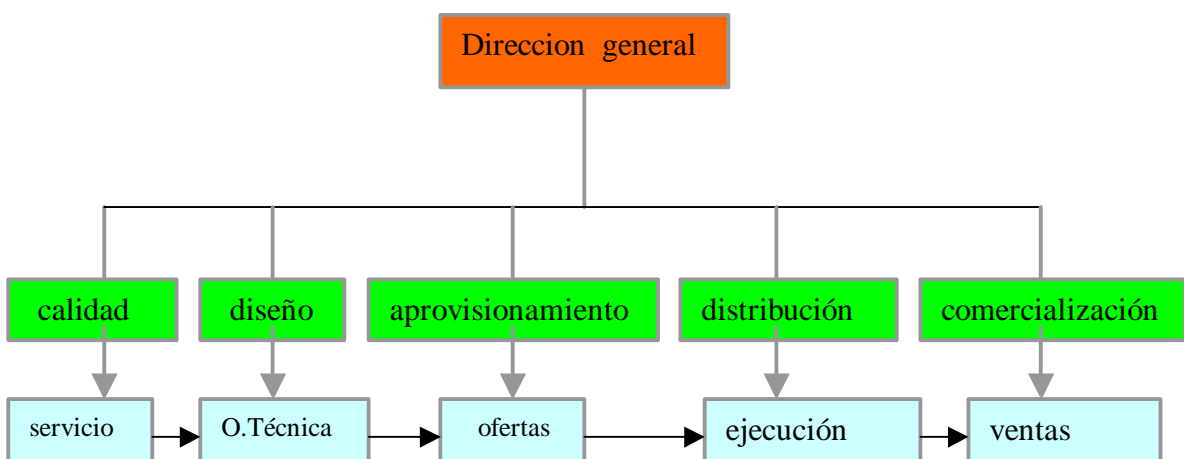 Direccion general
calidad
diseño
aprovisionamiento
distribución
comercialización
servicio
O.Técnica
ofertas
ejecución
ventas